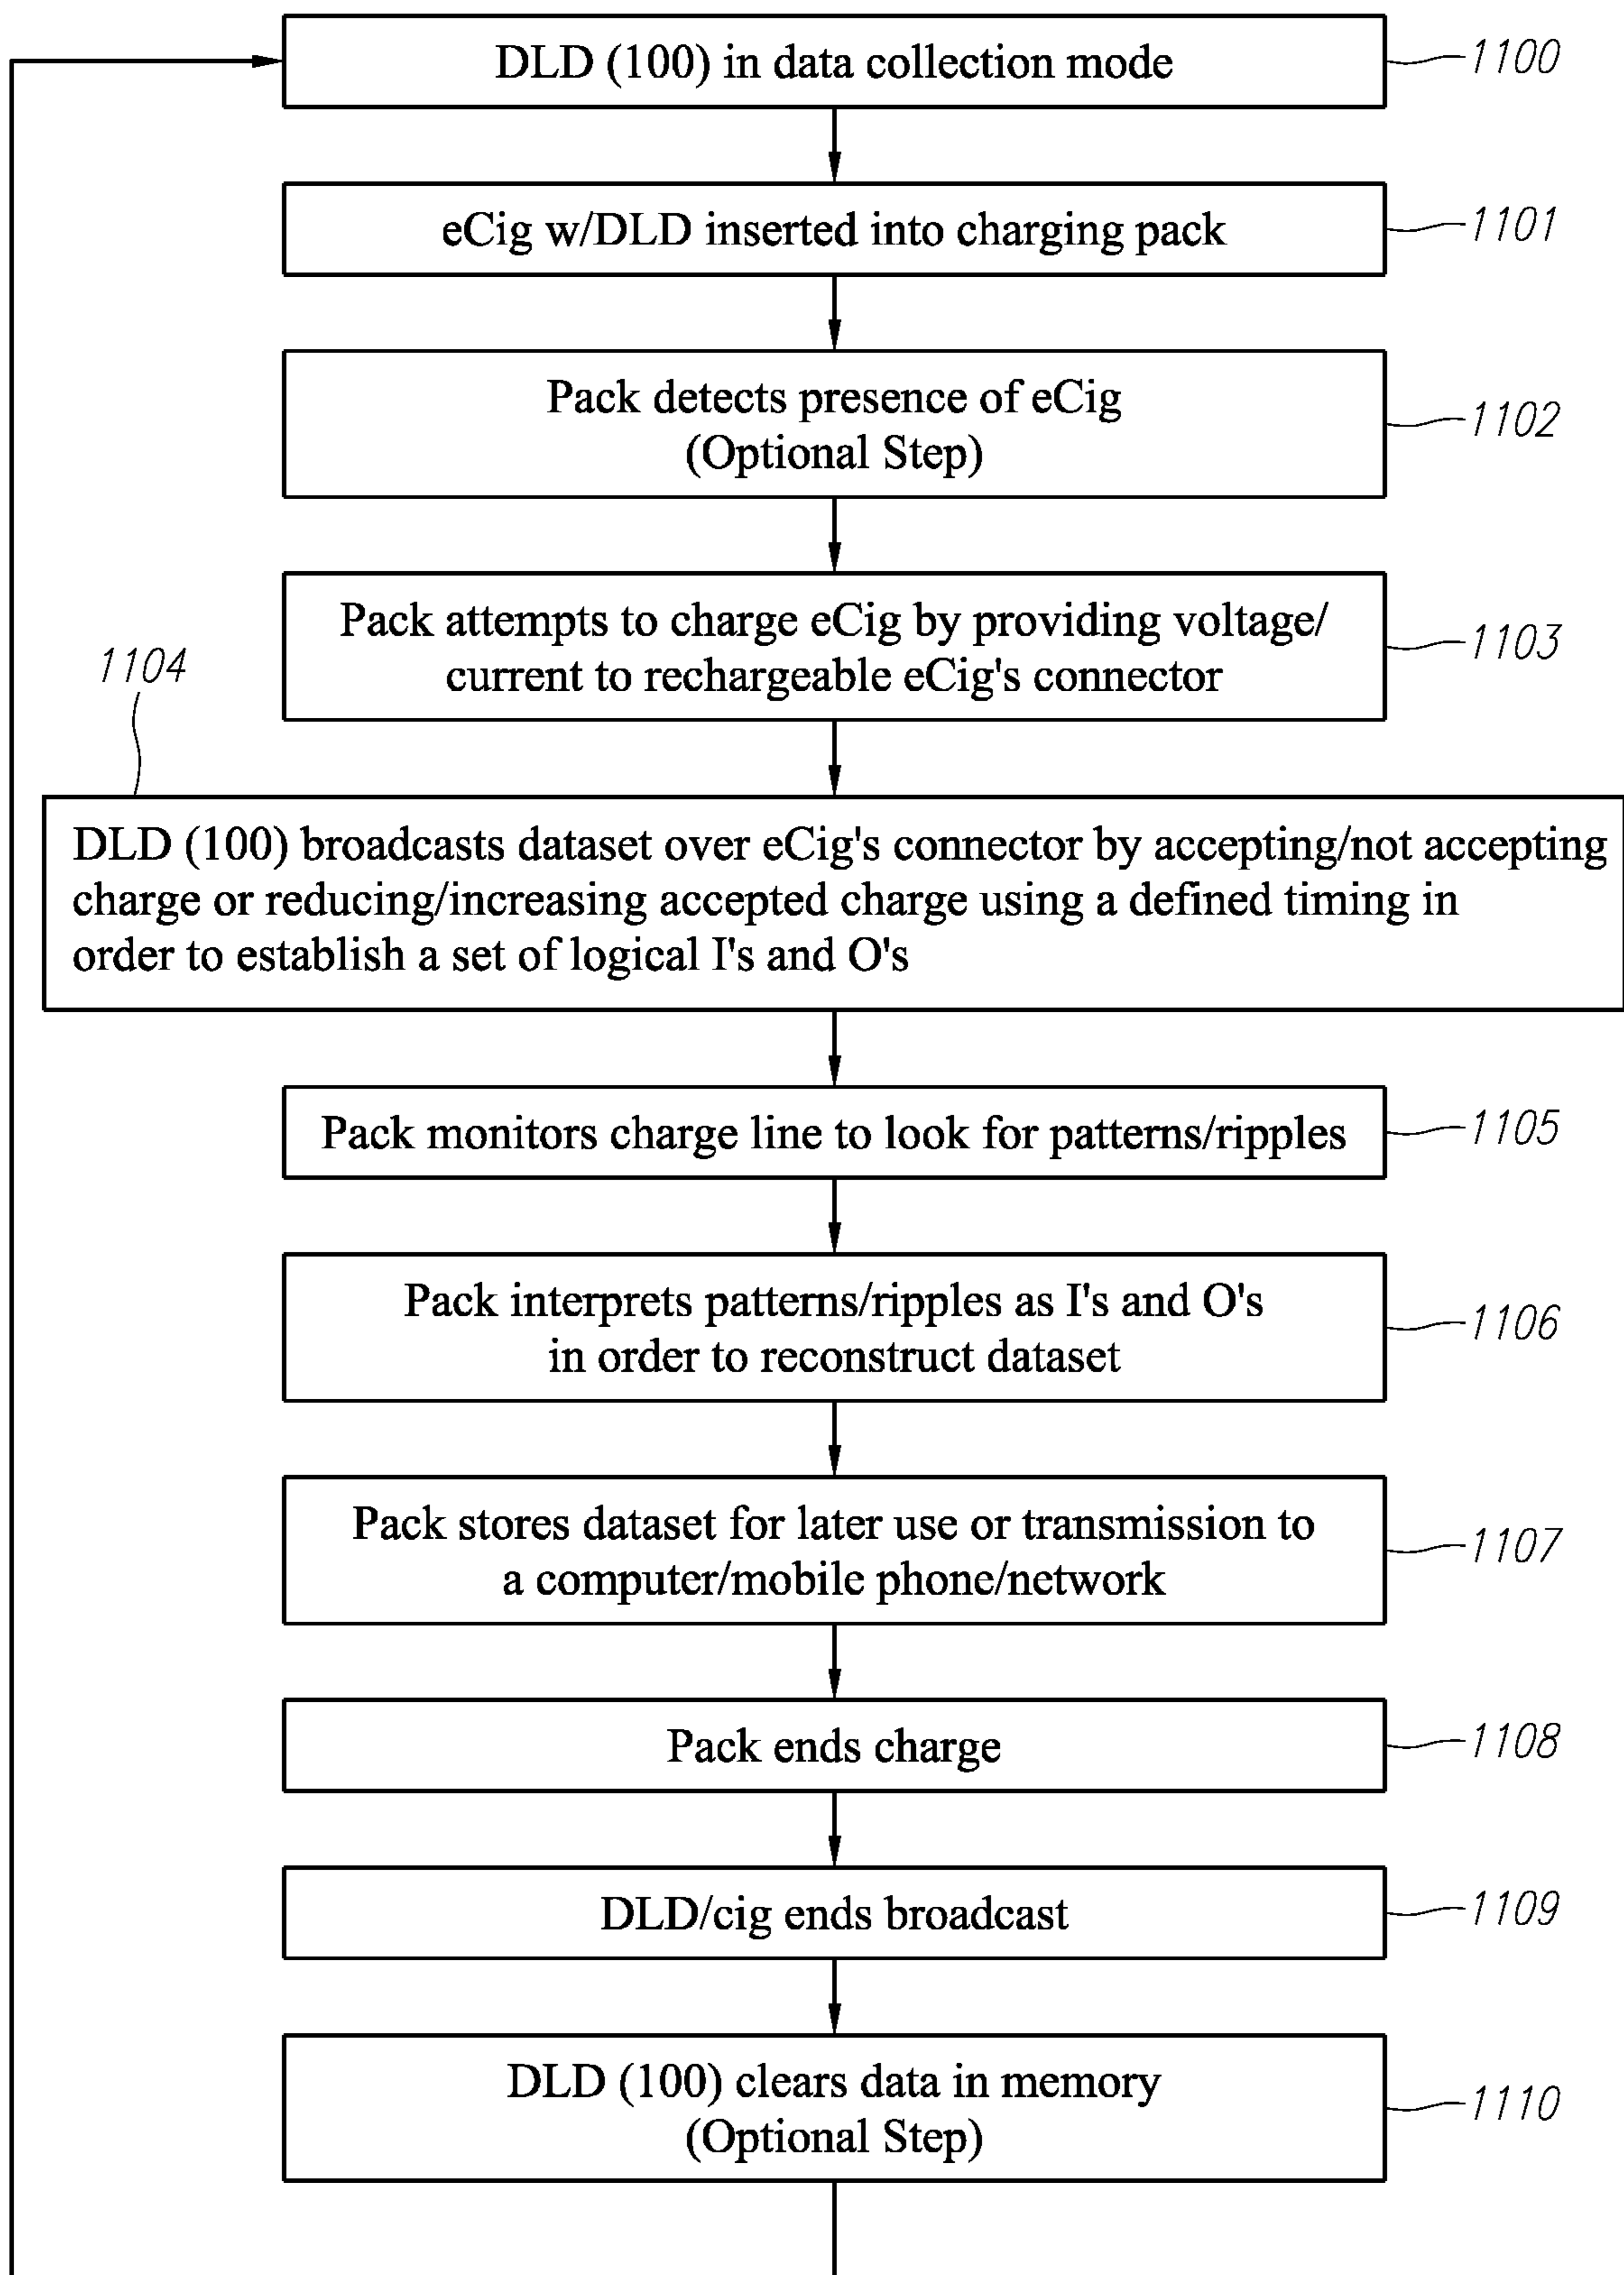 DLD (100) in data collection mode
1100
eCig w/DLD inserted into charging pack
1101
Pack detects presence of eCig
(Optional Step)
1102
Pack attempts to charge eCig by providing voltage/
current to rechargeable eCig's connector
1103
1104
DLD (100) broadcasts dataset over eCig's connector by accepting/not accepting
charge or reducing/increasing accepted charge using a defined timing in
order to establish a set of logical I's and O's
Pack monitors charge line to look for patterns/ripples
1105
Pack interprets patterns/ripples as I's and O's
in order to reconstruct dataset
1106
Pack stores dataset for later use or transmission to
a computer/mobile phone/network
1107
Pack ends charge
1108
DLD/cig ends broadcast
1109
DLD (100) clears data in memory
(Optional Step)
1110